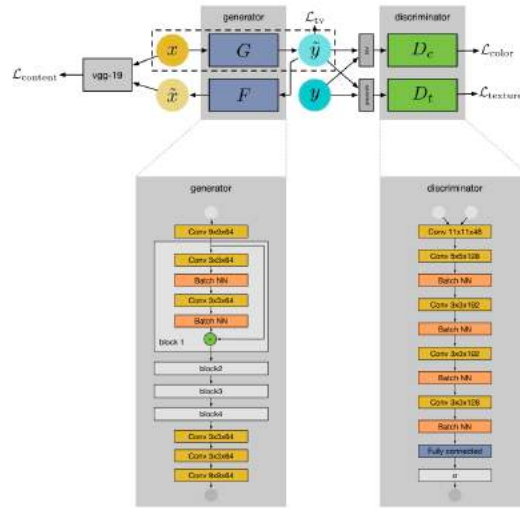 generator
discriminator
L_tv
x
G
ỹ
D_c
L_color
L_content
vgg-19
x̃
F
y
D_t
L_texture
generator
Conv 9x9x64
Conv 3x3x64
Batch NN
Conv 3x3x64
Batch NN
block 1
block2
block3
block4
Conv 3x3x64
Conv 3x3x64
Conv 9x9x64
discriminator
Conv 11x11x48
Conv 5x5x128
Batch NN
Conv 3x3x192
Batch NN
Conv 3x3x192
Batch NN
Conv 3x3x128
Batch NN
Fully connected
σ